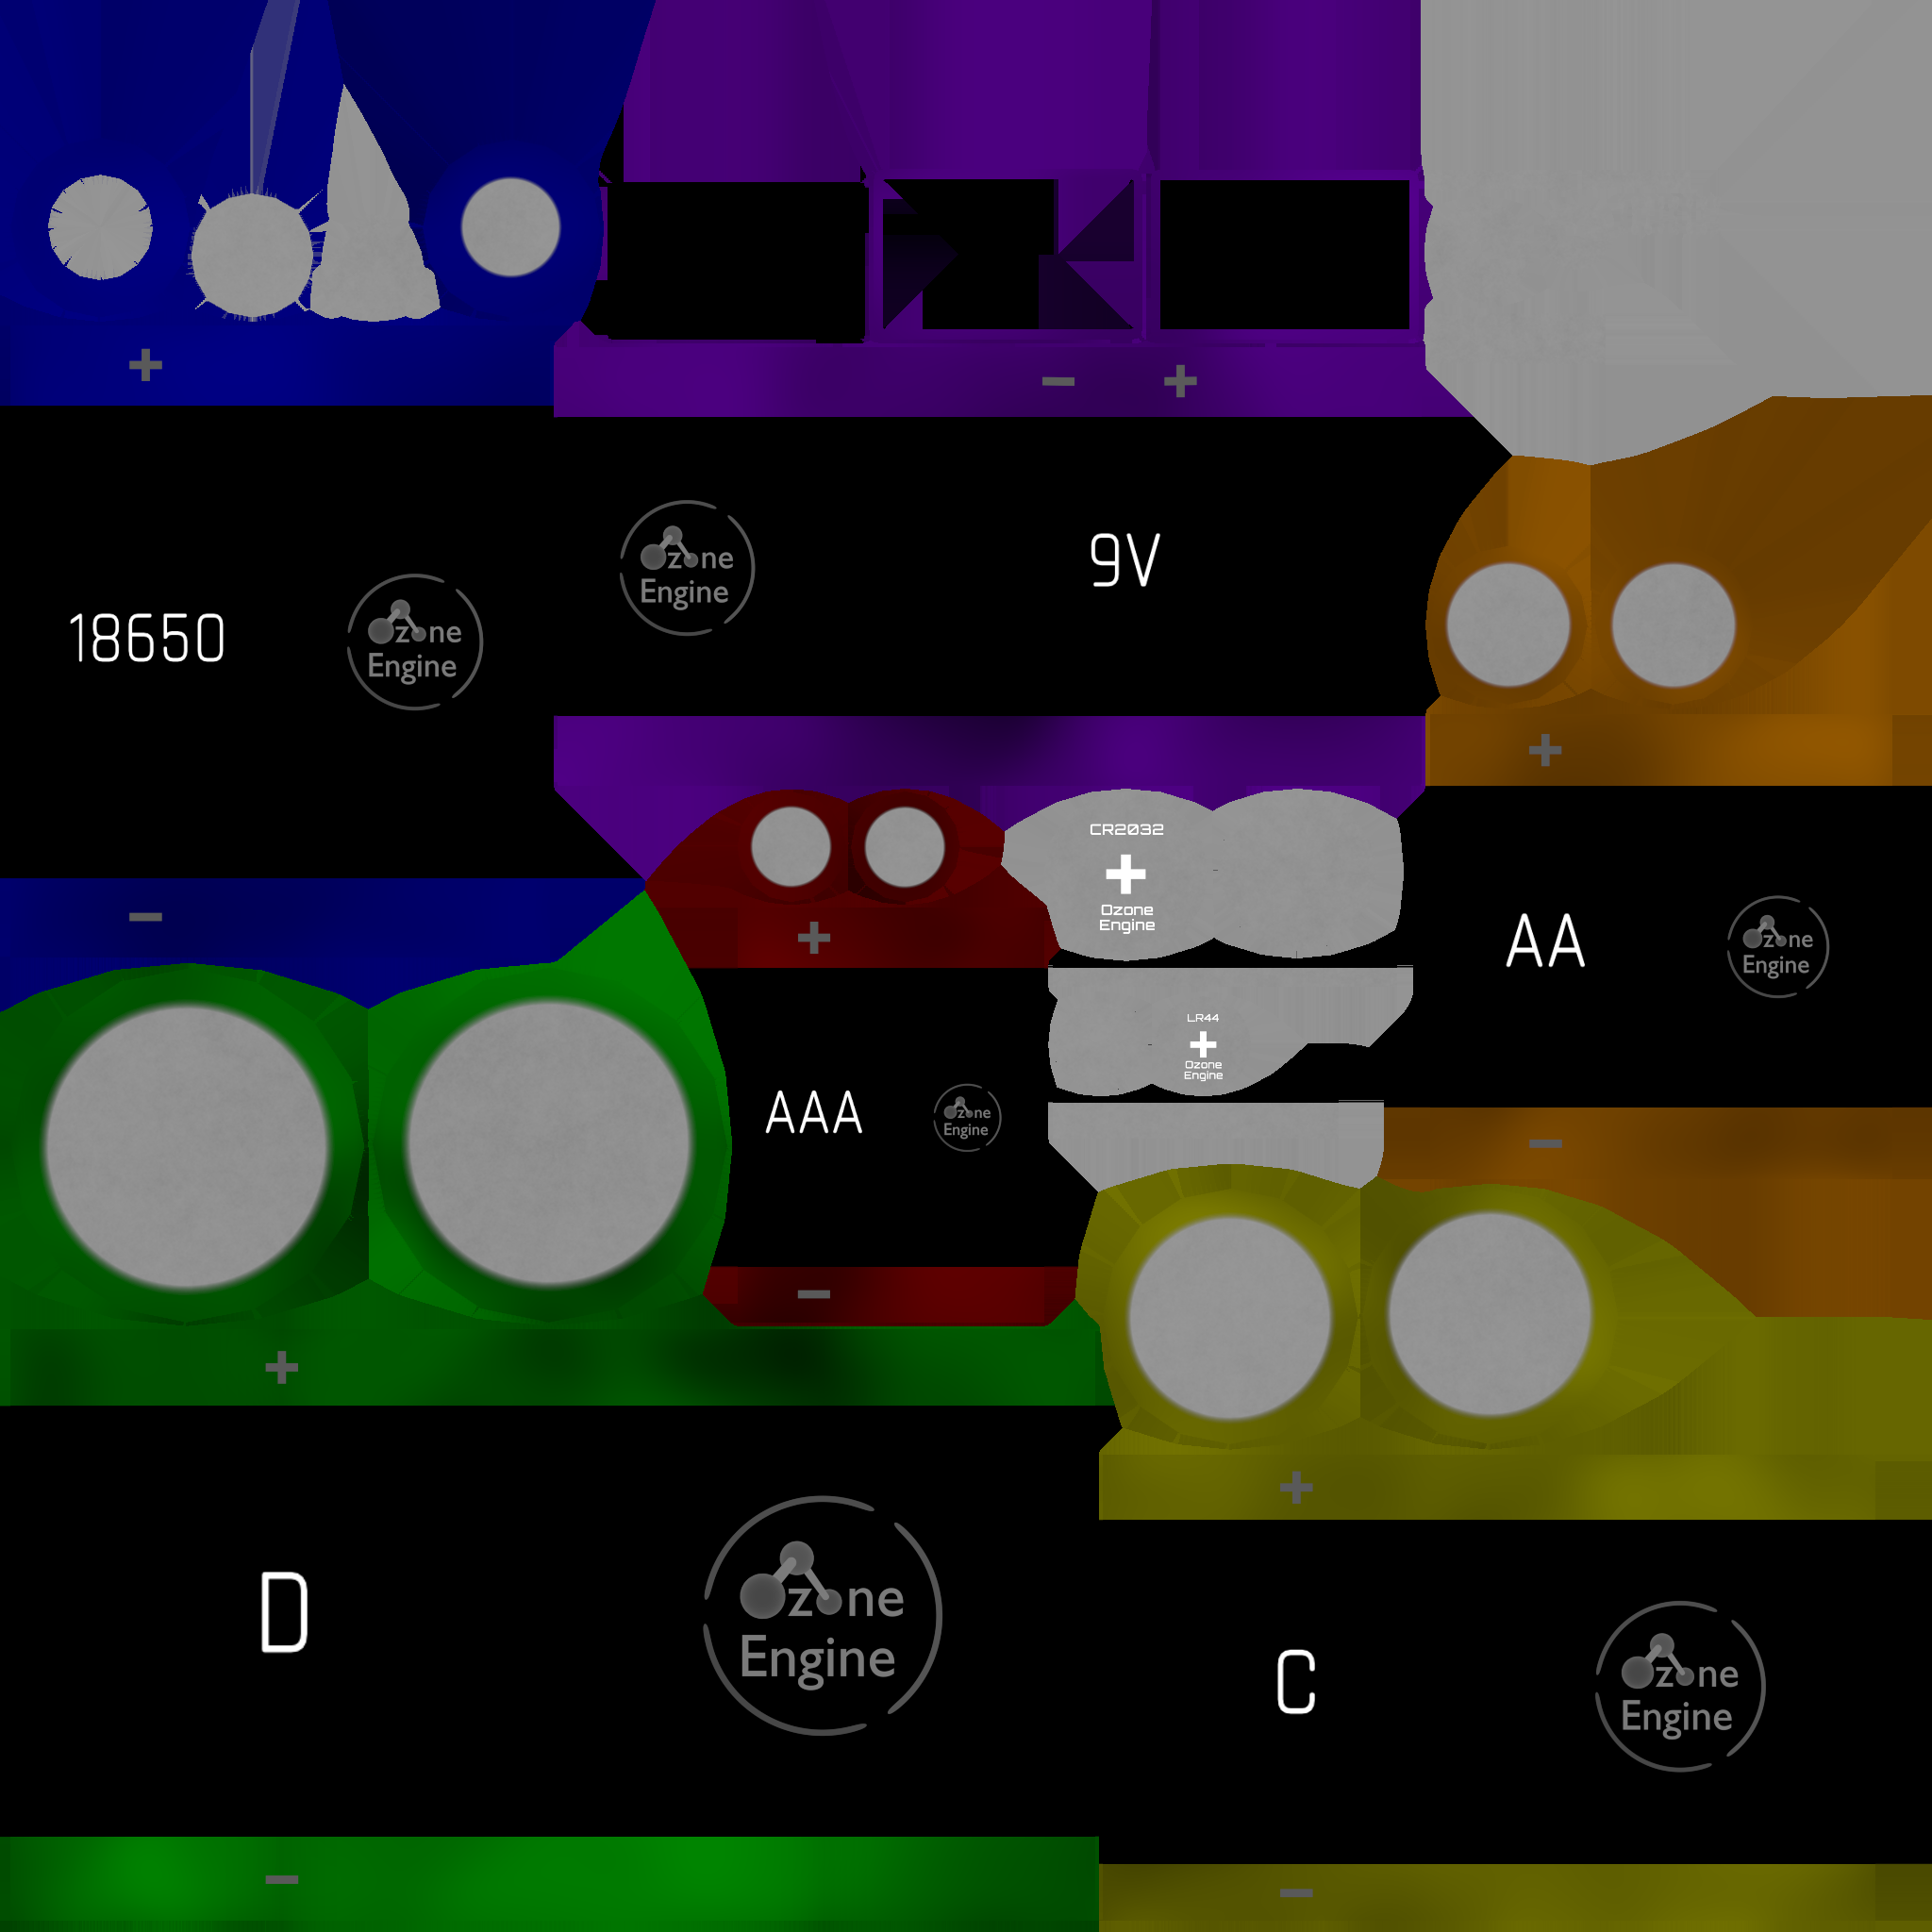 +
− +
18650
Ozone
Engine
Ozone
Engine
9V
+
−
+
CR2032
+
Ozone
Engine
AA
Ozone
Engine
LR44
+
Ozone
Engine
AAA
Ozone
Engine
−
−
+
+
D
Ozone
Engine
C
Ozone
Engine
−
−